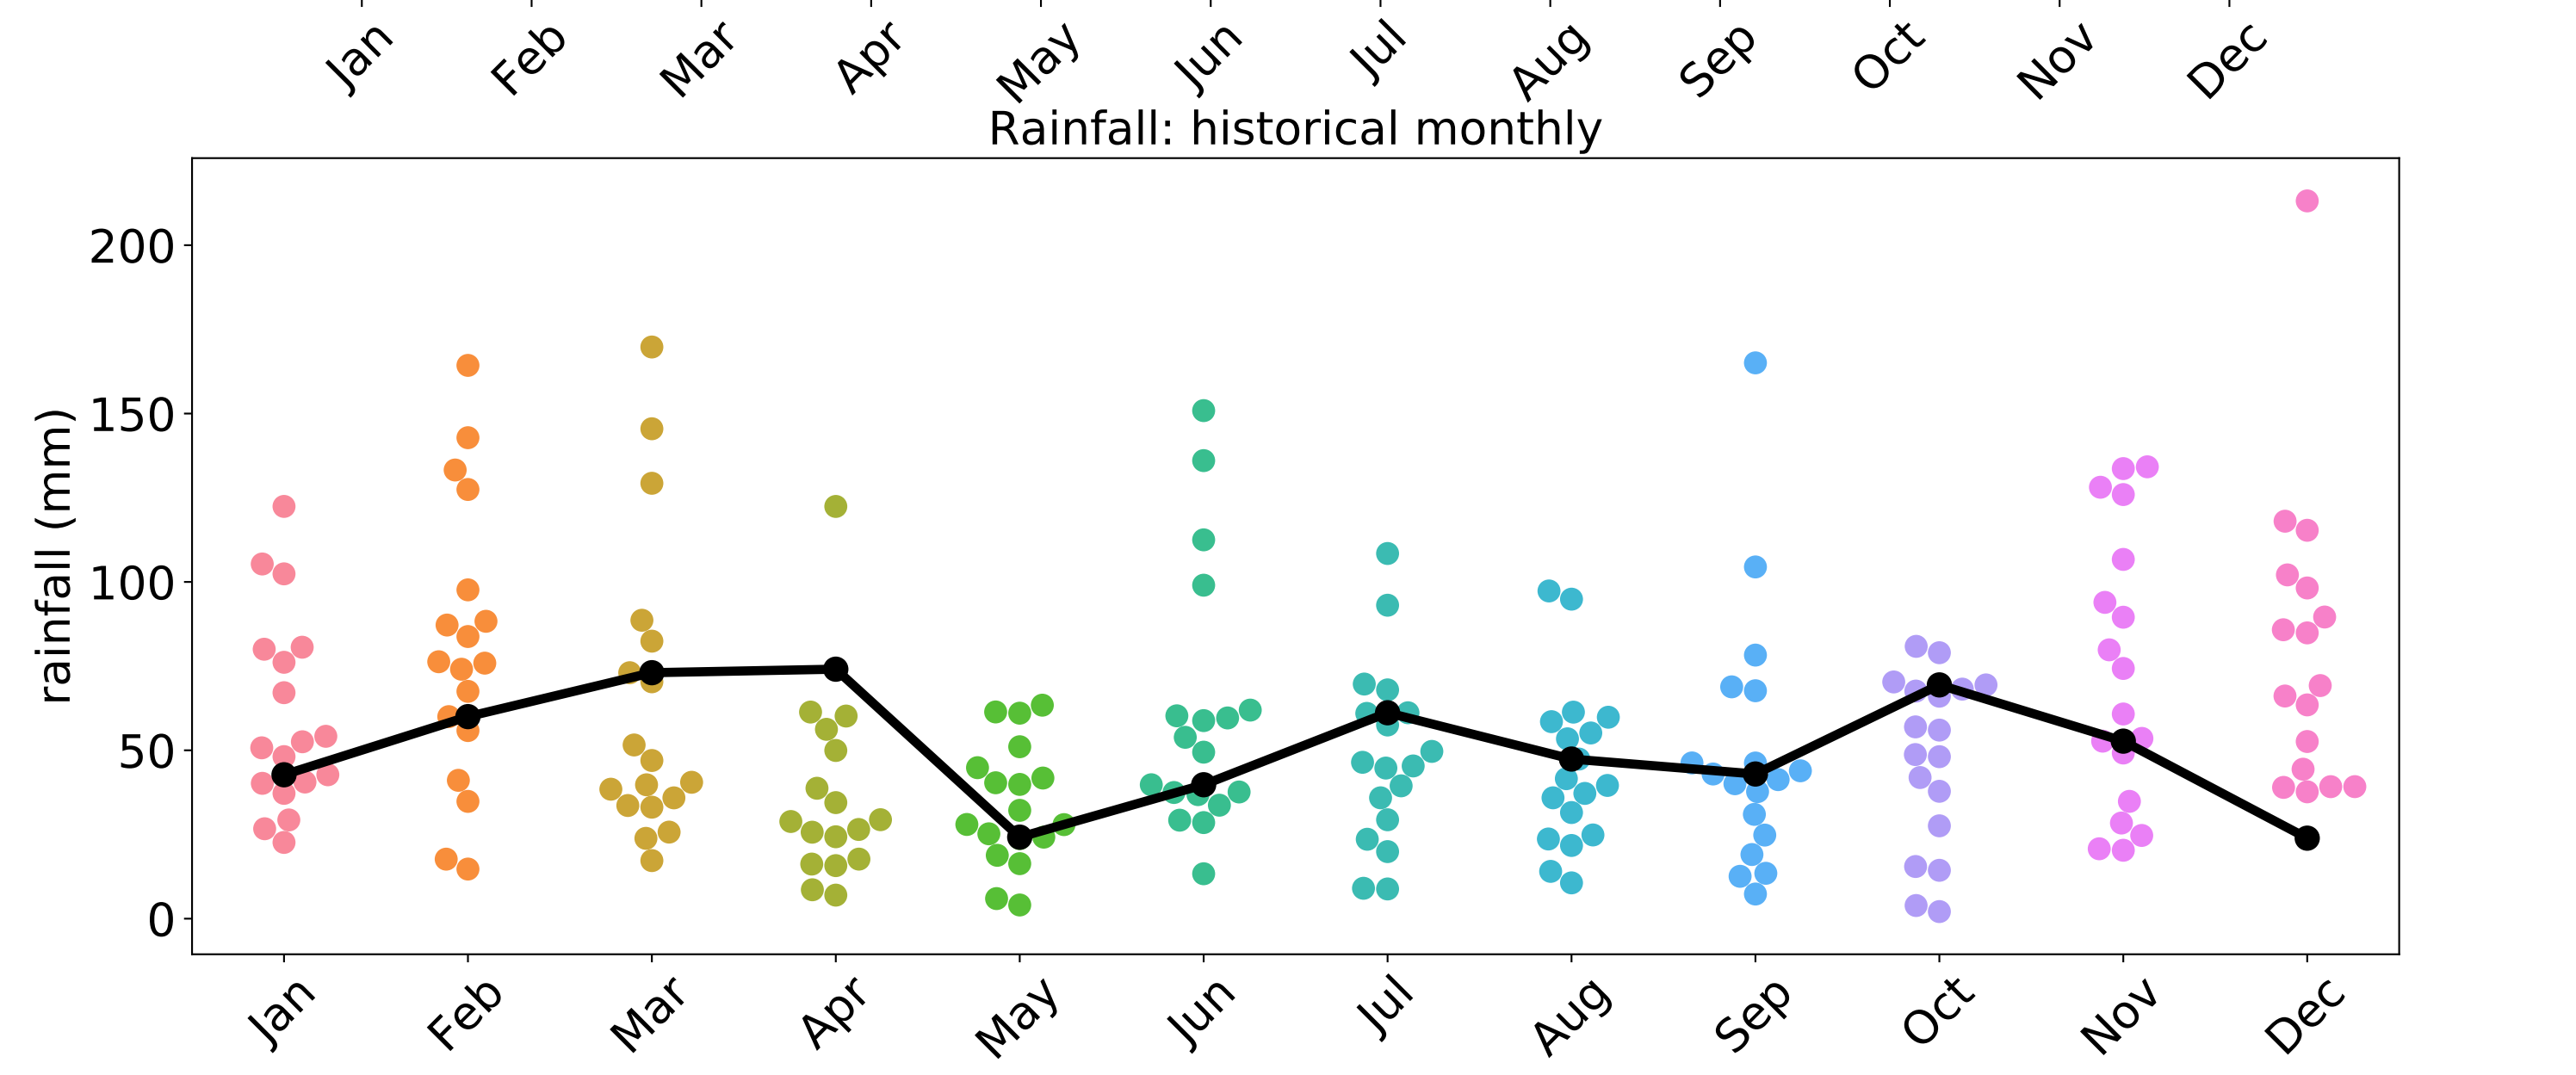 Jan Feb Mar Apr May Jun Jul Aug Sep Oct Nov Dec
Rainfall: historical monthly
rainfall (mm)
200
150
100
50
0
Jan Feb Mar Apr May Jun Jul Aug Sep Oct Nov Dec